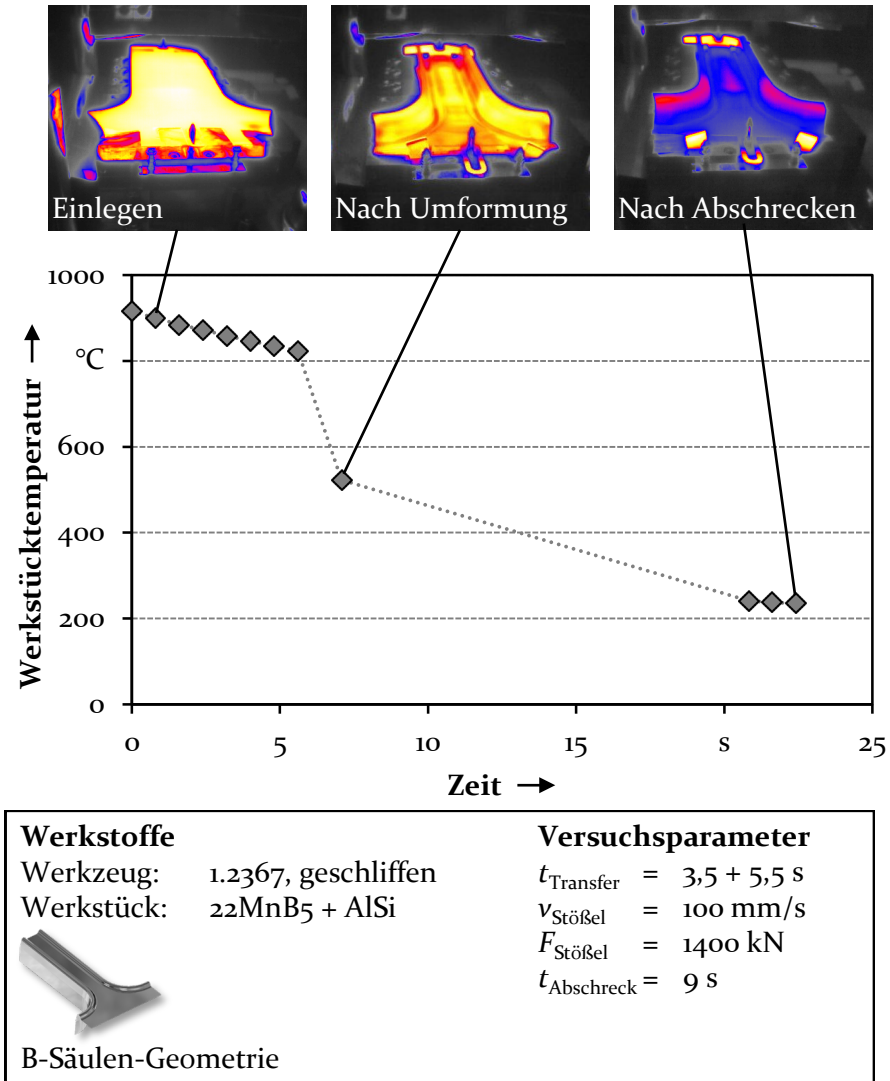 Einlegen
Nach Umformung
Nach Abschrecken
Werkstücktemperatur
1000
°C
600
400
200
0
0
5
10
15
s
25
Zeit
Werkstoffe
Werkzeug: 1.2367, geschliffen
Werkstück: 22MnB5 + AlSi
B-Säulen-Geometrie
Versuchsparameter
tTransfer = 3,5 + 5,5 s
vStößel = 100 mm/s
FStößel = 1400 kN
tAbschreck = 9 s